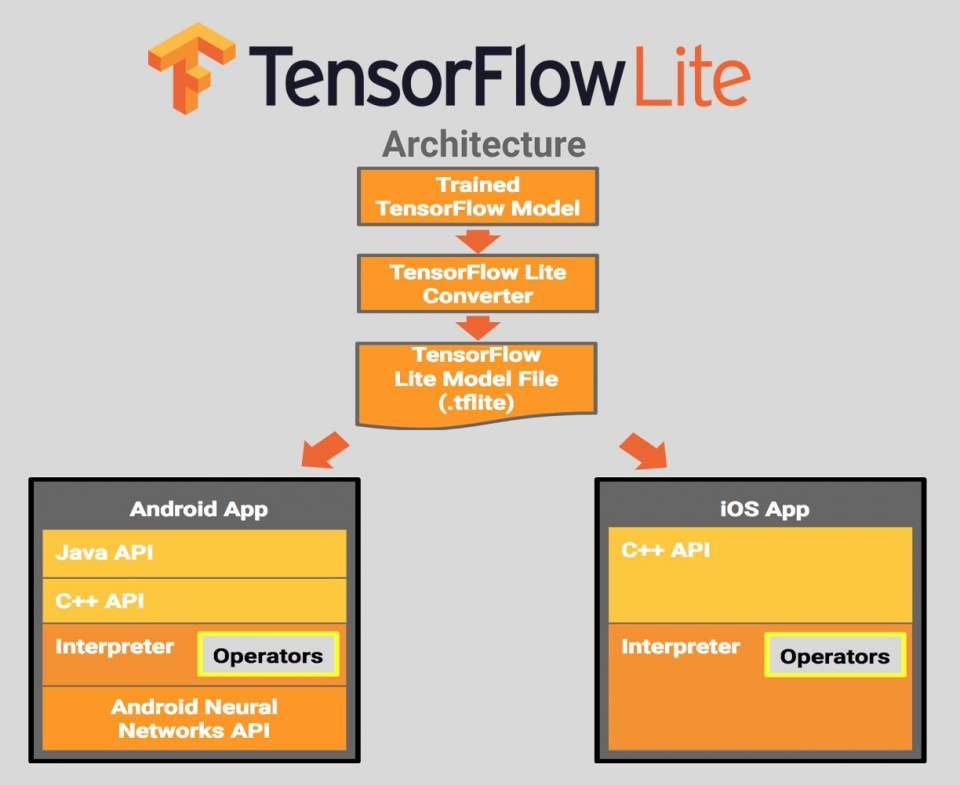 TensorFlow Lite
Architecture
Trained
TensorFlow Model
TensorFlow Lite
Converter
TensorFlow
Lite Model File
(.tflite)
Android App
Java API
C++ API
Interpreter
Operators
Android Neural
Networks API
iOS App
C++ API
Interpreter
Operators